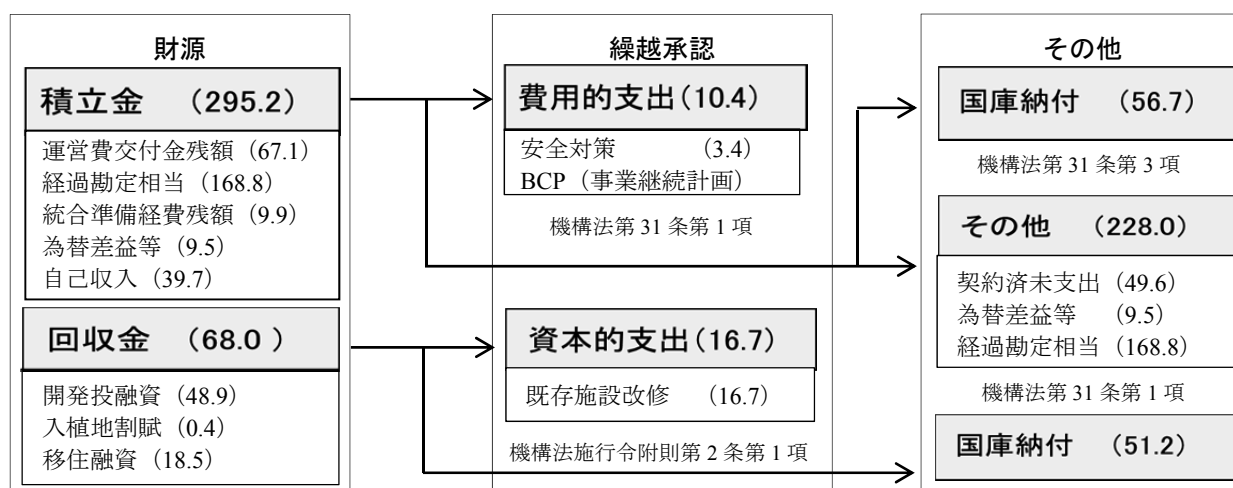 財源
積立金 (295.2)
運営費交付金残額(67.1)
経過勘定相当(168.8)
統合準備経費残額(9.9)
為替差益等(9.5)
自己収入(39.7)
回収金 (68.0 )
開発投融資(48.9)
入植地割賦(0.4)
移住融資(18.5)
繰越承認
費用的支出(10.4)
安全対策 (3.4)
BCP(事業継続計画)
機構法第 31 条第 1 項
資本的支出(16.7)
既存施設改修 (16.7)
機構法施行令附則第 2 条第 1 項
その他
国庫納付 (56.7)
機構法第 31 条第 3 項
その他 (228.0)
契約済未支出(49.6)
為替差益等 (9.5)
経過勘定相当(168.8)
機構法第 31 条第 1 項
国庫納付 (51.2)